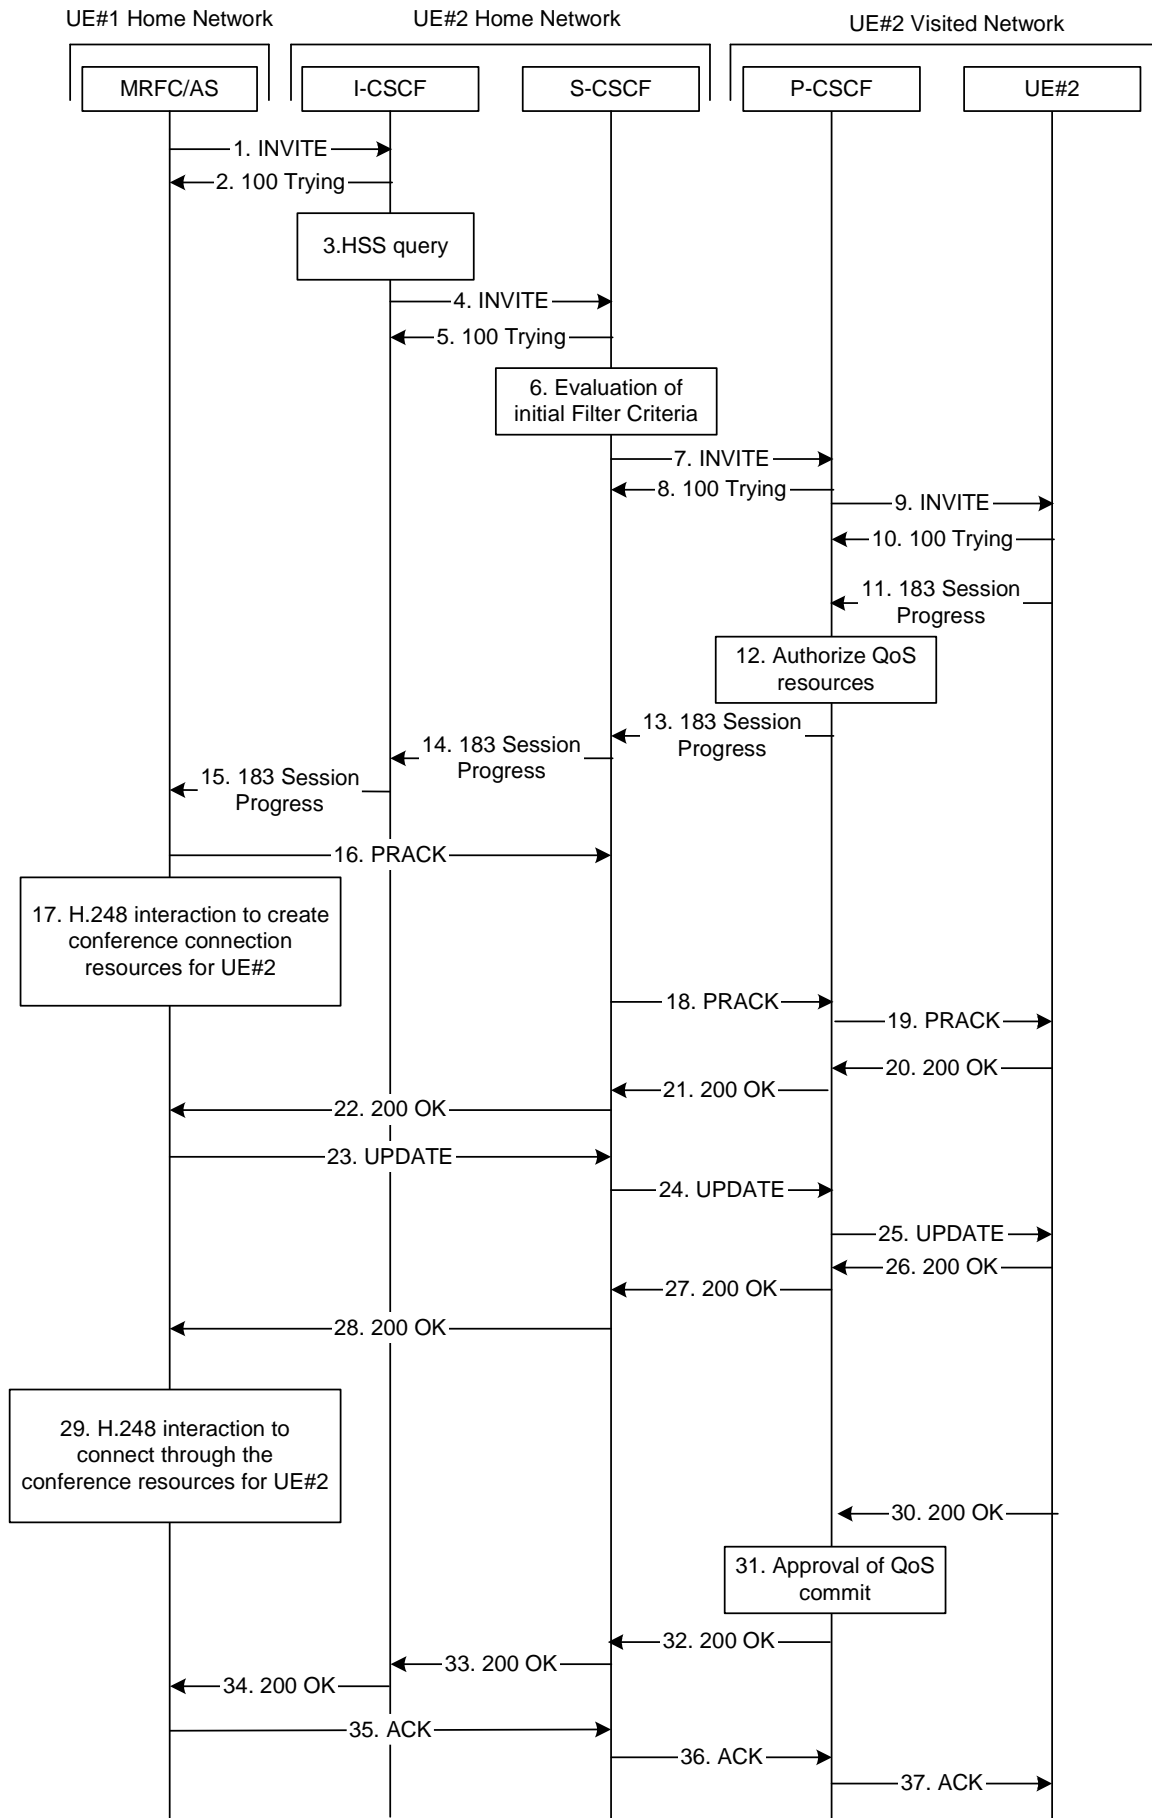 UE#1 Home Network
UE#2 Home Network
UE#2 Visited Network
MRFC/AS
I-CSCF
S-CSCF
P-CSCF
UE#2
1. INVITE
2. 100 Trying
3.HSS query
4. INVITE
5. 100 Trying
6. Evaluation of
initial Filter Criteria
7. INVITE
8. 100 Trying
9. INVITE
10. 100 Trying
11. 183 Session
Progress
12. Authorize QoS
resources
13. 183 Session
Progress
14. 183 Session
Progress
15. 183 Session
Progress
16. PRACK
17. H.248 interaction to create
conference connection
resources for UE#2
18. PRACK
19. PRACK
20. 200 OK
21. 200 OK
22. 200 OK
23. UPDATE
24. UPDATE
25. UPDATE
26. 200 OK
27. 200 OK
28. 200 OK
29. H.248 interaction to
connect through the
conference resources for UE#2
30. 200 OK
31. Approval of QoS
commit
32. 200 OK
33. 200 OK
34. 200 OK
35. ACK
36. ACK
37. ACK